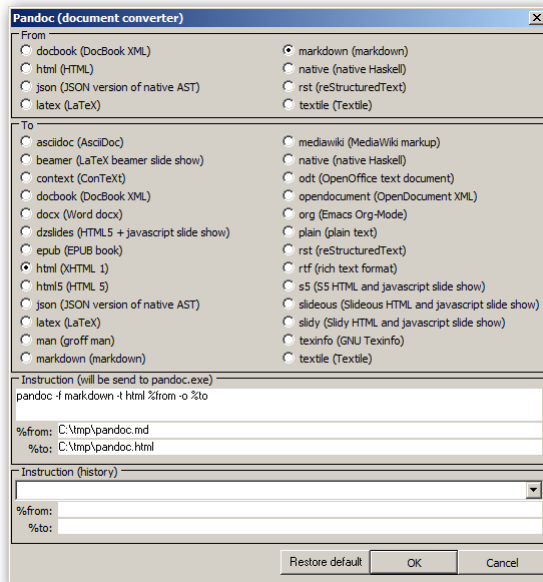 Pandoc (document converter)
From
docbook (DocBook XML)
html (HTML)
json (JSON version of native AST)
latex (LaTeX)
markdown (markdown)
native (native Haskell)
rst (reStructuredText)
textile (Textile)
To
asciidoc (AsciiDoc)
beamer (LaTeX beamer slide show)
context (ConTeXt)
docbook (DocBook XML)
docx (Word docx)
dzslides (HTML5 + javascript slide show)
epub (EPUB book)
html (XHTML 1)
html5 (HTML 5)
json (JSON version of native AST)
latex (LaTeX)
man (groff man)
markdown (markdown)
mediawiki (MediaWiki markup)
native (native Haskell)
odt (OpenOffice text document)
opendocument (OpenDocument XML)
org (Emacs Org-Mode)
plain (plain text)
rst (reStructuredText)
rtf (rich text format)
s5 (S5 HTML and javascript slide show)
slideous (Slideous HTML and javascript slide show)
slidy (Slidy HTML and javascript slide show)
texinfo (GNU Texinfo)
textile (Textile)
Instruction (will be send to pandoc.exe)
pandoc -f markdown -t html %from -o %to
%from: C:\tmp\pandoc.md
%to: C:\tmp\pandoc.html
Instruction (history)
%from:
%to:
Restore default OK Cancel